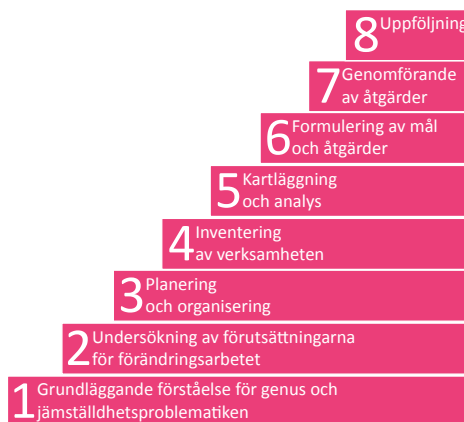 8 Uppföljning
7 Genomförande
av åtgärder
6 Formulering av mål
och åtgärder
5 Kartläggning
och analys
4 Inventering
av verksamheten
3 Planering
och organisering
2 Undersökning av förutsättningarna
för förändringsarbetet
1 Grundläggande förståelse för genus och
jämställdhetsproblematiken